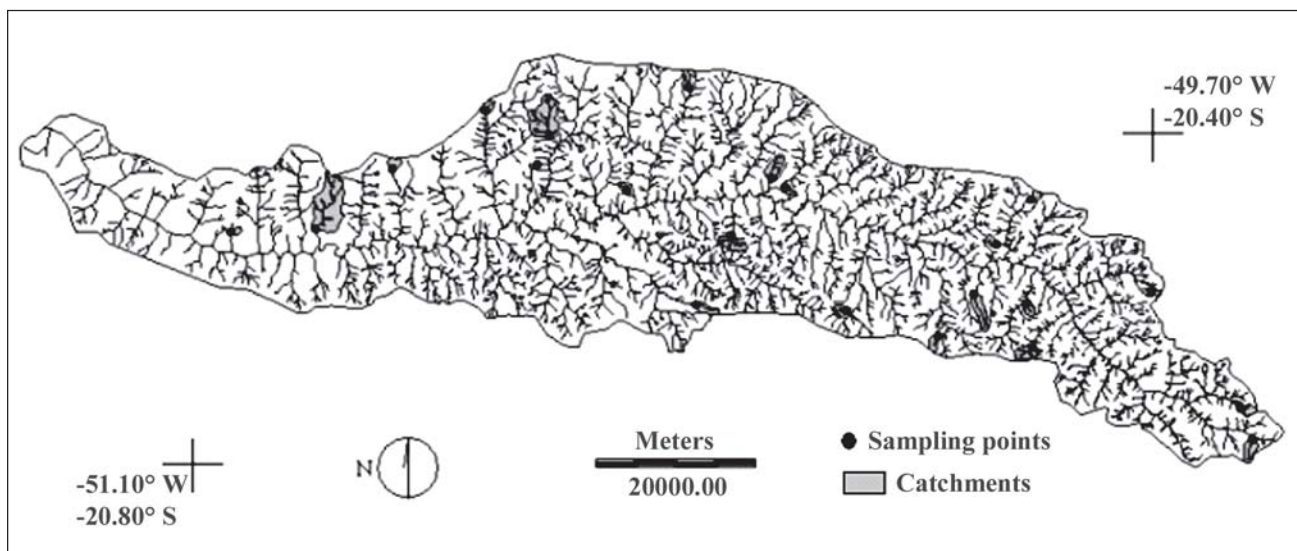 -49.70° W
-20.40° S
-51.10° W
-20.80° S
N
Meters
20000.00
Sampling points
Catchments